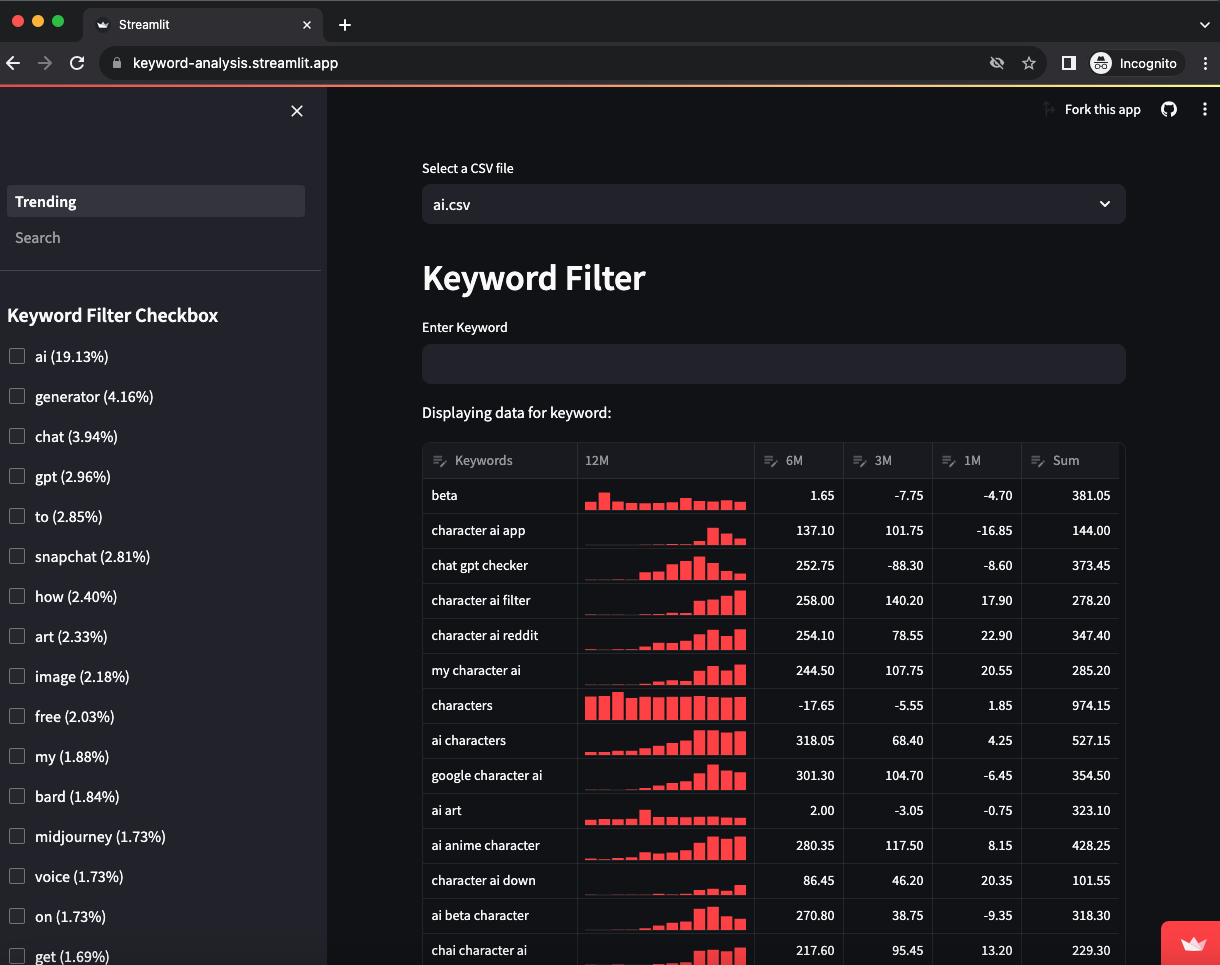 Streamlit
keyword-analysis.streamlit.app
Incognito
Fork this app
Trending
Search
Keyword Filter Checkbox
ai (19.13%)
generator (4.16%)
chat (3.94%)
gpt (2.96%)
to (2.85%)
snapchat (2.81%)
how (2.40%)
art (2.33%)
image (2.18%)
free (2.03%)
my (1.88%)
bard (1.84%)
midjourney (1.73%)
voice (1.73%)
on (1.73%)
get (1.69%)
Select a CSV file
ai.csv
Keyword Filter
Enter Keyword
Displaying data for keyword:
Keywords 12M 6M 3M 1M Sum
beta 1.65 -7.75 -4.70 381.05
character ai app 137.10 101.75 -16.85 144.00
chat gpt checker 252.75 -88.30 -8.60 373.45
character ai filter 258.00 140.20 17.90 278.20
character ai reddit 254.10 78.55 22.90 347.40
my character ai 244.50 107.75 20.55 285.20
characters -17.65 -5.55 1.85 974.15
ai characters 318.05 68.40 4.25 527.15
google character ai 301.30 104.70 -6.45 354.50
ai art 2.00 -3.05 -0.75 323.10
ai anime character 280.35 117.50 8.15 428.25
character ai down 86.45 46.20 20.35 101.55
ai beta character 270.80 38.75 -9.35 318.30
chai character ai 217.60 95.45 13.20 229.30